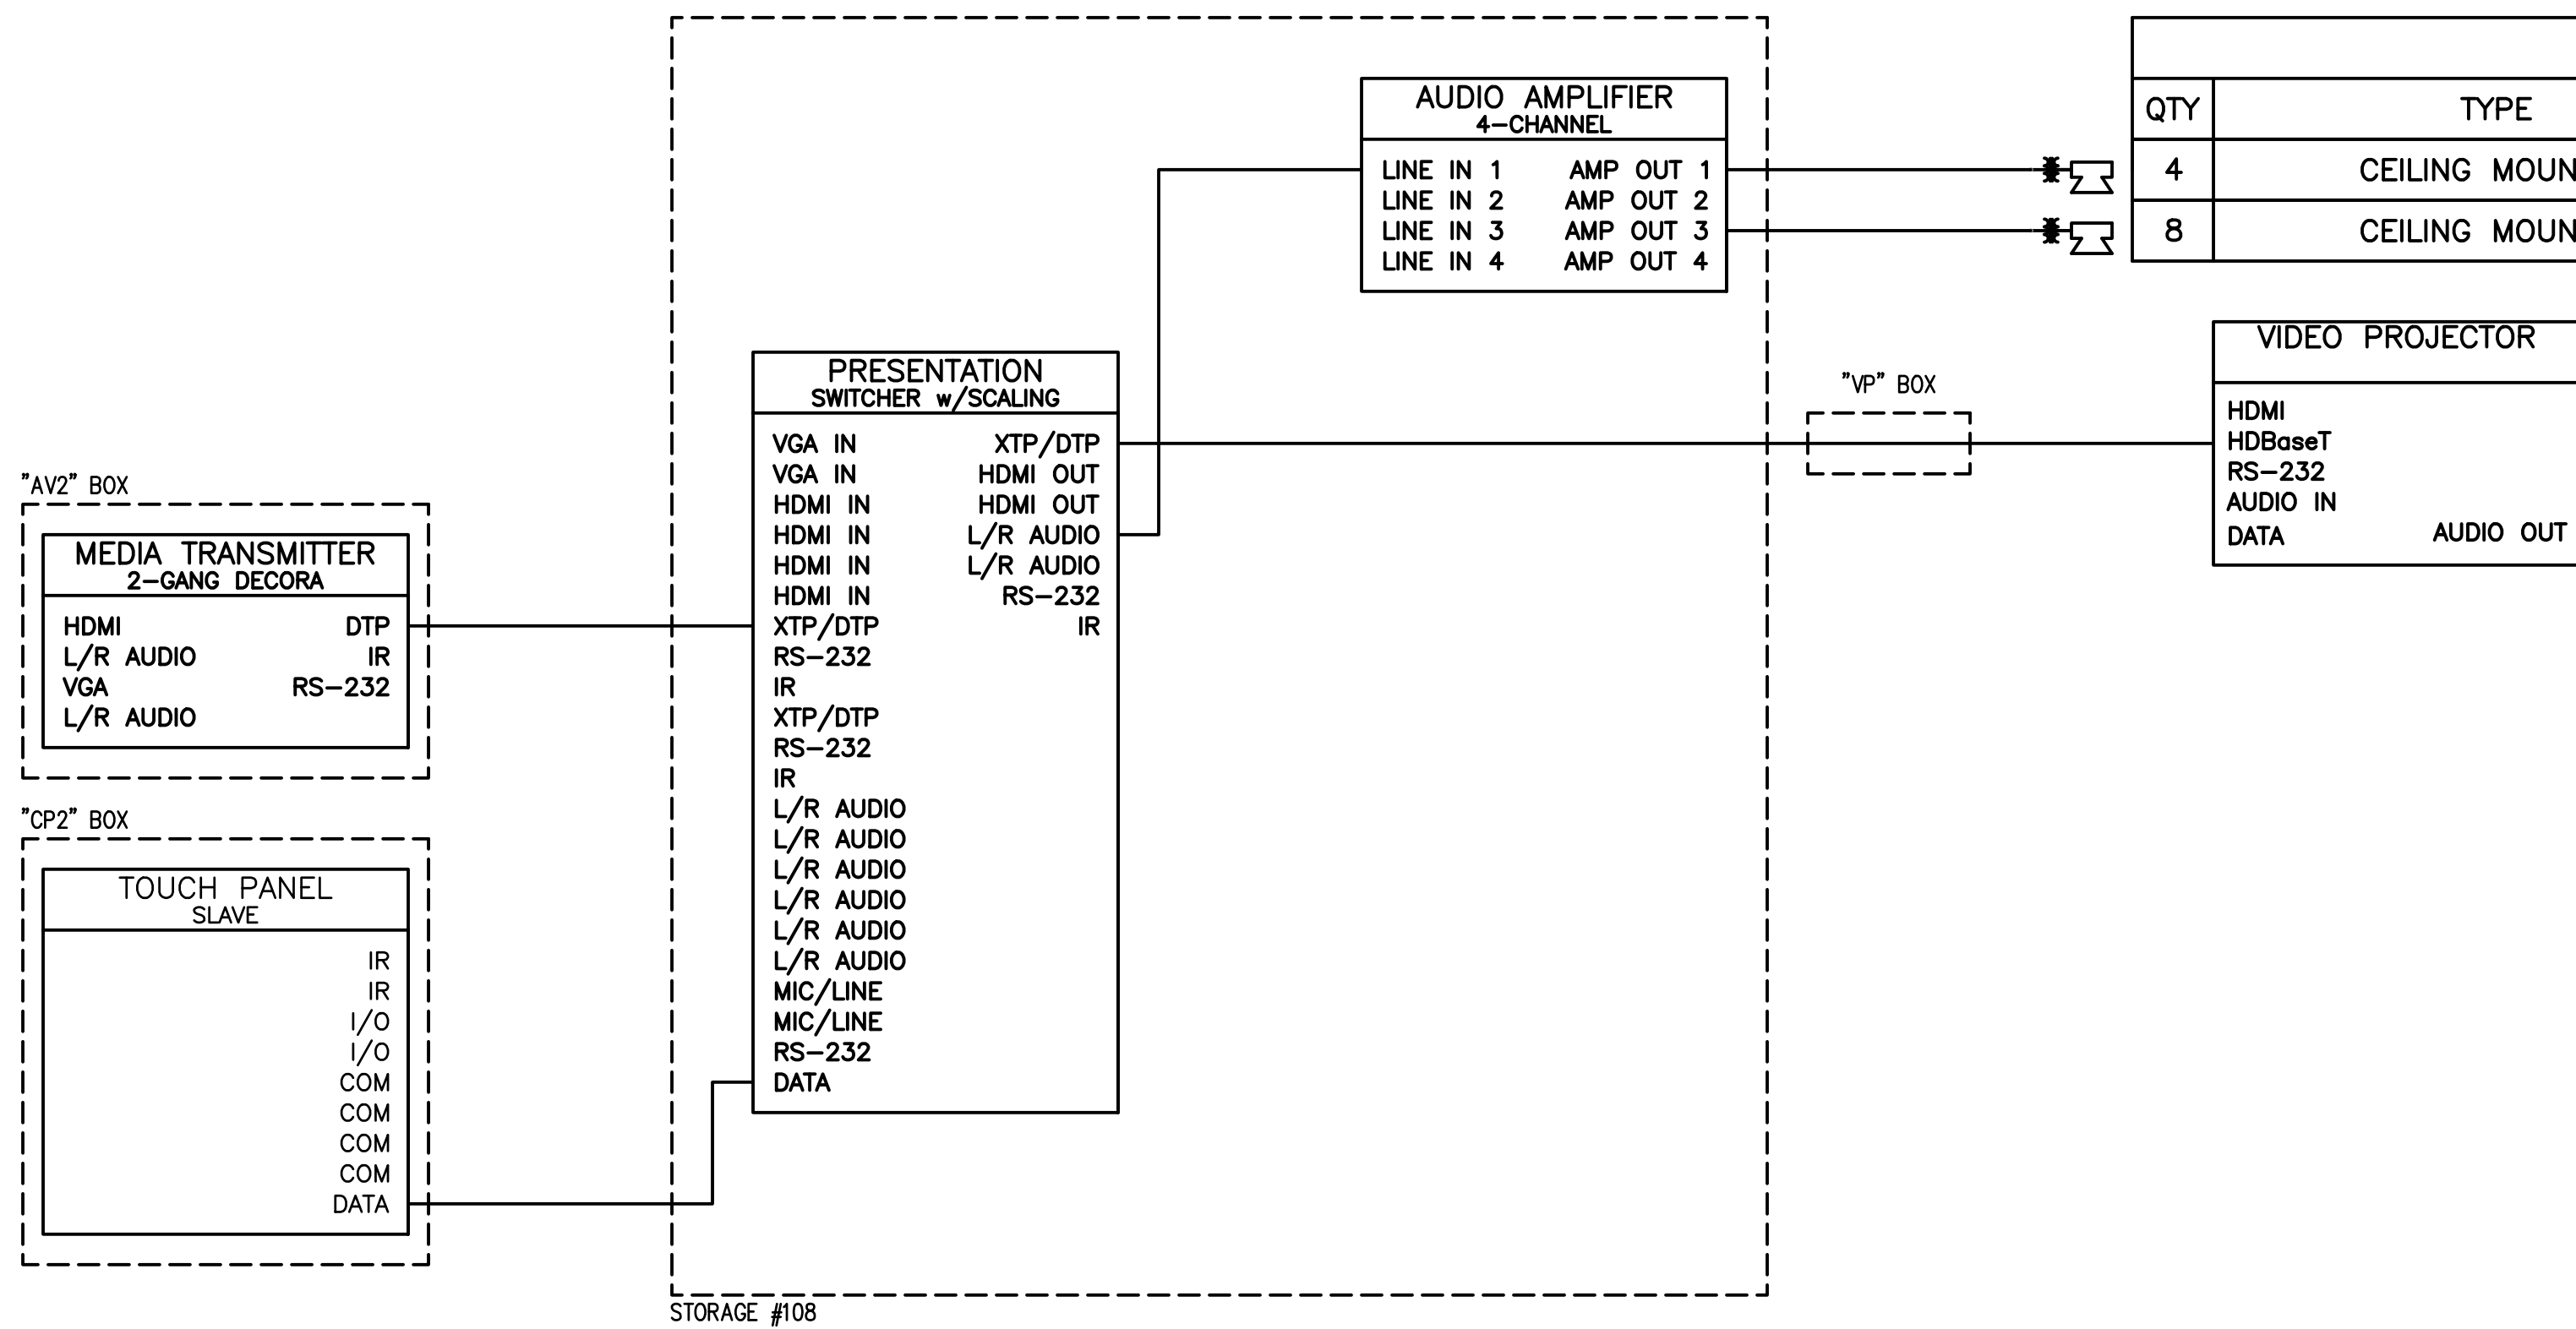 "AV2" BOX
MEDIA TRANSMITTER
2-GANG DECORA
HDMI DTP
L/R AUDIO IR
VGA RS-232
L/R AUDIO
"CP2" BOX
TOUCH PANEL
SLAVE
IR
IR
I/O
I/O
COM
COM
COM
COM
DATA
PRESENTATION
SWITCHER w/SCALING
VGA IN XTP/DTP
VGA IN HDMI OUT
HDMI IN HDMI OUT
HDMI IN L/R AUDIO
HDMI IN L/R AUDIO
HDMI IN RS-232
XTP/DTP IR
RS-232
IR
XTP/DTP
RS-232
IR
L/R AUDIO
L/R AUDIO
L/R AUDIO
L/R AUDIO
L/R AUDIO
L/R AUDIO
MIC/LINE
MIC/LINE
RS-232
DATA
STORAGE #108
AUDIO AMPLIFIER
4-CHANNEL
LINE IN 1 AMP OUT 1
LINE IN 2 AMP OUT 2
LINE IN 3 AMP OUT 3
LINE IN 4 AMP OUT 4
QTY TYPE
4 CEILING MOUN
8 CEILING MOUN
"VP" BOX
VIDEO PROJECTOR
HDMI
HDBaseT
RS-232
AUDIO IN
DATA AUDIO OUT